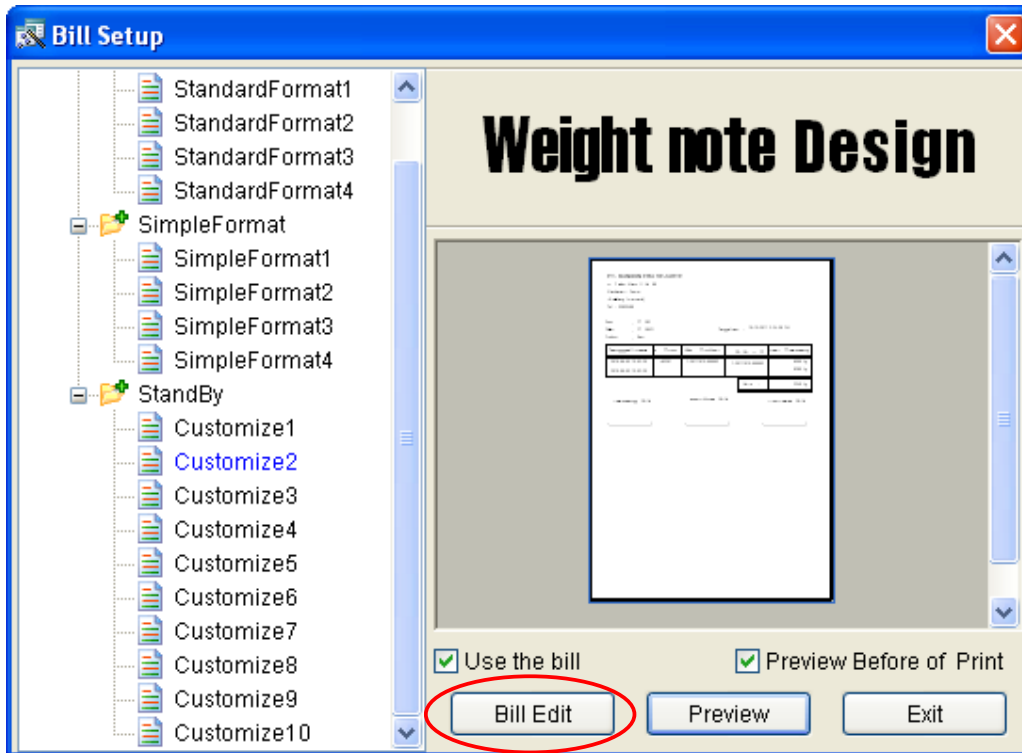 Bill Setup
StandardFormat1
StandardFormat2
StandardFormat3
StandardFormat4
SimpleFormat
SimpleFormat1
SimpleFormat2
SimpleFormat3
SimpleFormat4
StandBy
Customize1
Customize2
Customize3
Customize4
Customize5
Customize6
Customize7
Customize8
Customize9
Customize10
Weight note Design
Use the bill
Preview Before of Print
Bill Edit
Preview
Exit